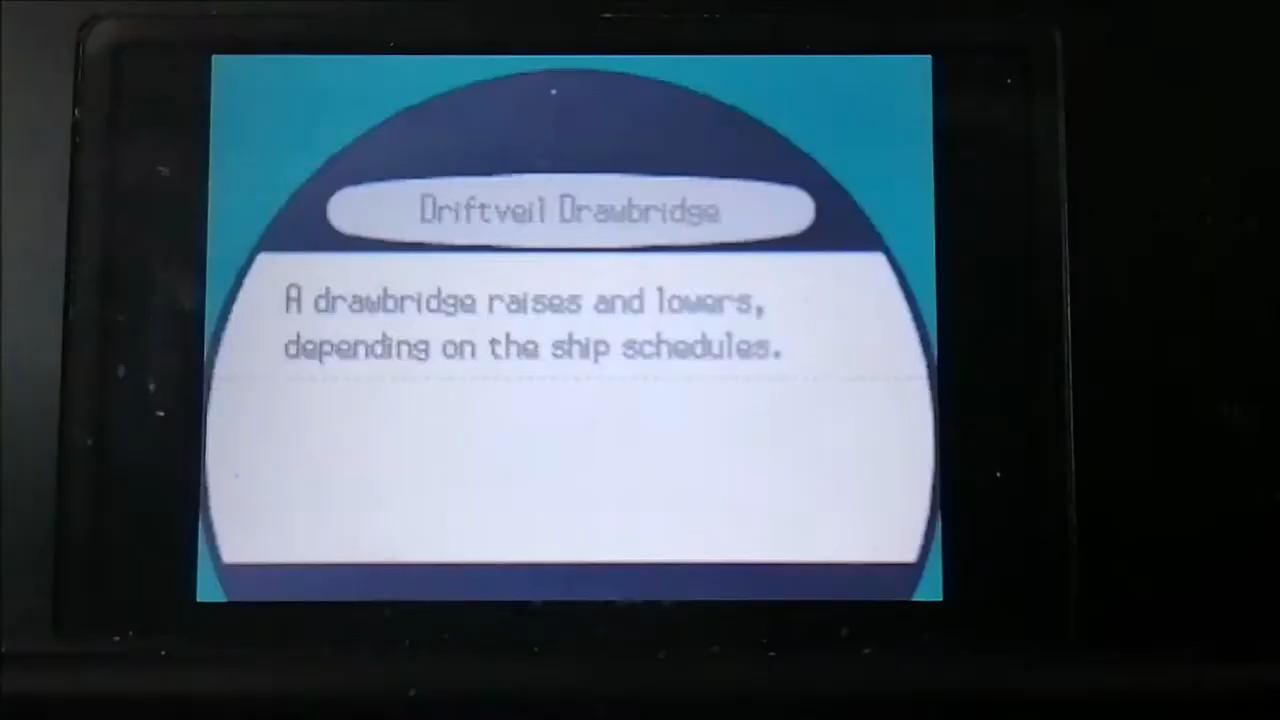 Driftveil Drawbridge
A drawbridge raises and lowers,
depending on the ship schedules.